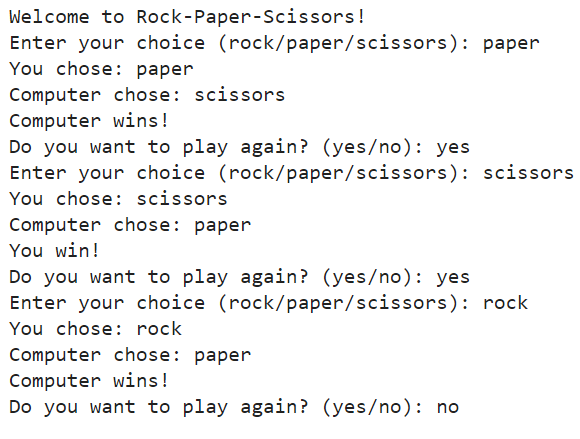 Welcome to Rock-Paper-Scissors!
Enter your choice (rock/paper/scissors): paper
You chose: paper
Computer chose: scissors
Computer wins!
Do you want to play again? (yes/no): yes
Enter your choice (rock/paper/scissors): scissors
You chose: scissors
Computer chose: paper
You win!
Do you want to play again? (yes/no): yes
Enter your choice (rock/paper/scissors): rock
You chose: rock
Computer chose: paper
Computer wins!
Do you want to play again? (yes/no): no